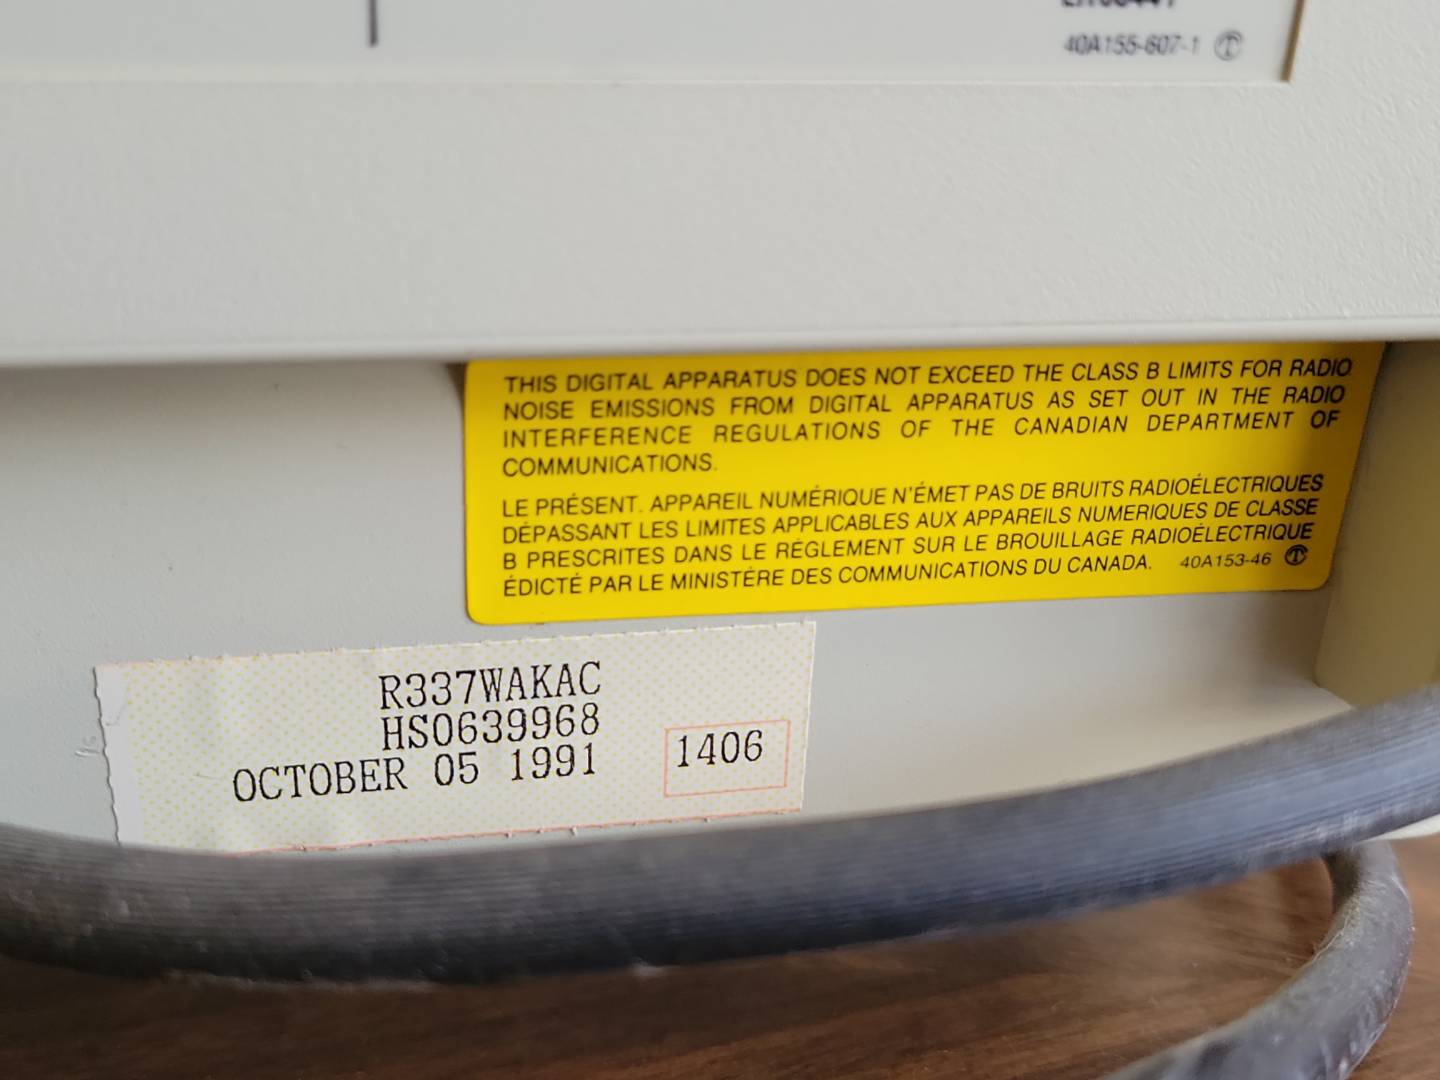 40A155-607-1
THIS DIGITAL APPARATUS DOES NOT EXCEED THE CLASS B LIMITS FOR RADIO
NOISE EMISSIONS FROM DIGITAL APPARATUS AS SET OUT IN THE RADIO
INTERFERENCE REGULATIONS OF THE CANADIAN DEPARTMENT OF
COMMUNICATIONS.
LE PRÉSENT. APPAREIL NUMÉRIQUE N'ÉMET PAS DE BRUITS RADIOÉLECTRIQUES
DÉPASSANT LES LIMITES APPLICABLES AUX APPAREILS NUMERIQUES DE CLASSE
B PRESCRITES DANS LE RÉGLEMENT SUR LE BROUILLAGE RADIOÉLECTRIQUE
ÉDICTÉ PAR LE MINISTÉRE DES COMMUNICATIONS DU CANADA. 40A153-46
R337WAKAC
HS0639968
OCTOBER 05 1991 1406